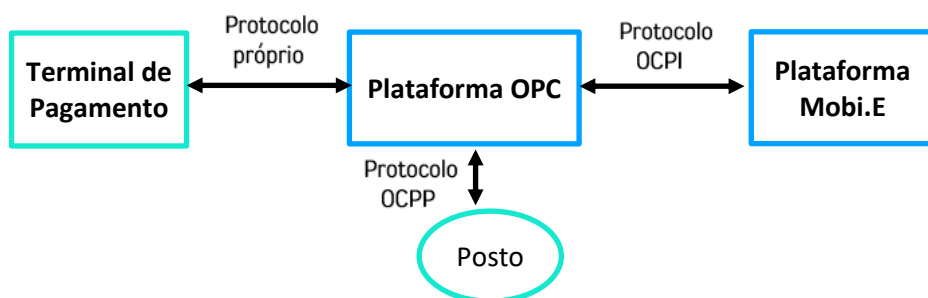 Protocolo
próprio
Protocolo
OCPI
Terminal de
Pagamento
Plataforma OPC
Plataforma
Mobi.E
Protocolo
OCPP
Posto